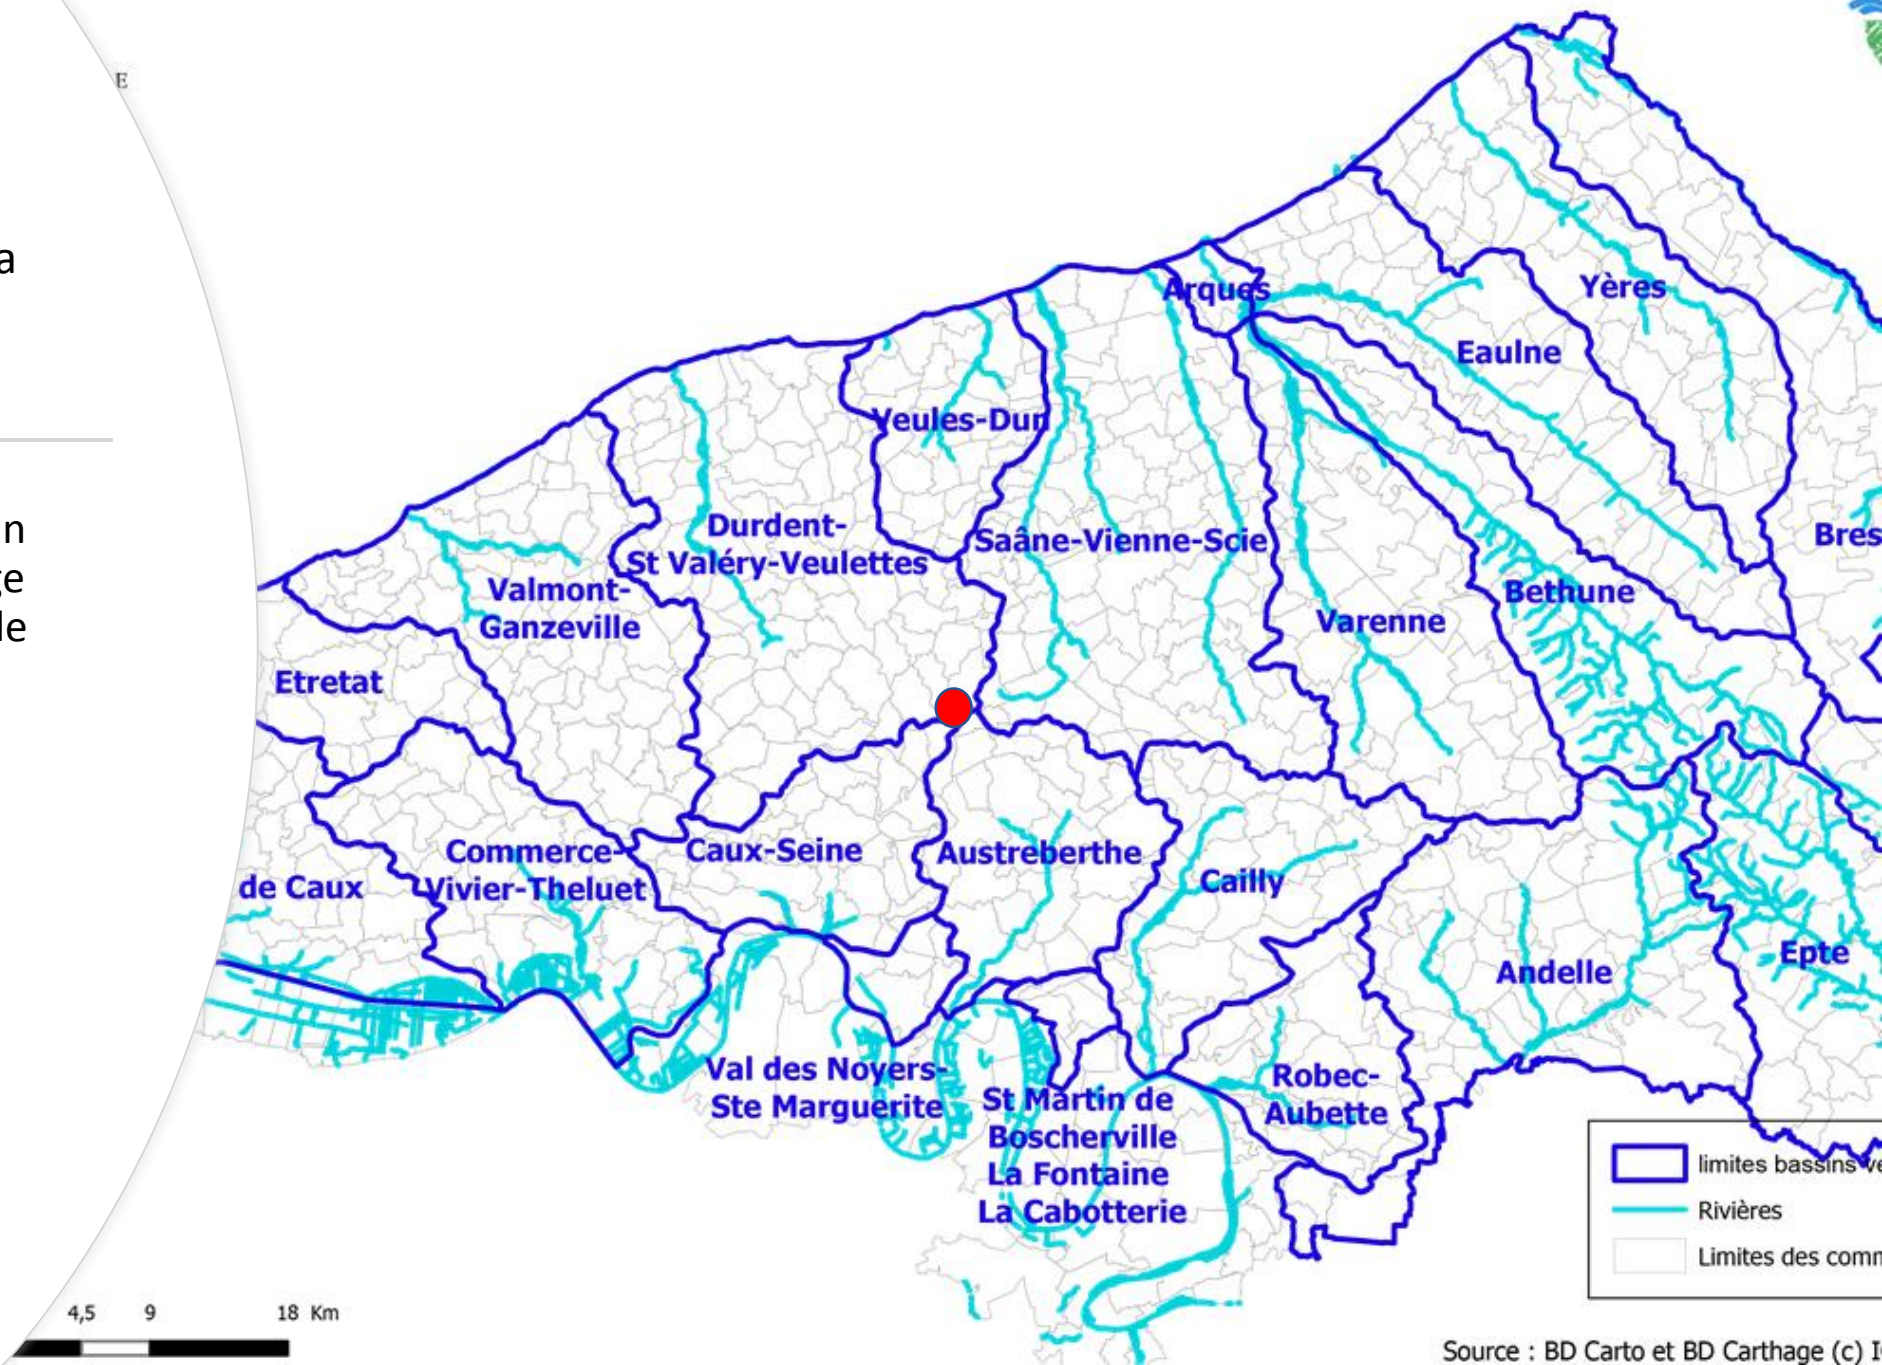 E
a
n
ge
le
Arques
Yères
Eaulne
Veules-Dun
Durdent-
St Valéry-Veulettes
Saâne-Vienne-Scie
Bres
Valmont-
Ganzeville
Bethune
Varenne
Etretat
Commerce-
Vivier-Theluet
Caux-Seine
Austreberthe
Cailly
de Caux
Andelle
Epte
Val des Noyers-
Ste Marguerite
St Martin de
Boscherville
La Fontaine
La Cabotterie
Robec-
Aubette
limites bassins ve
Rivières
Limites des comm
4,5 9 18 Km
Source : BD Carto et BD Carthage (c) I